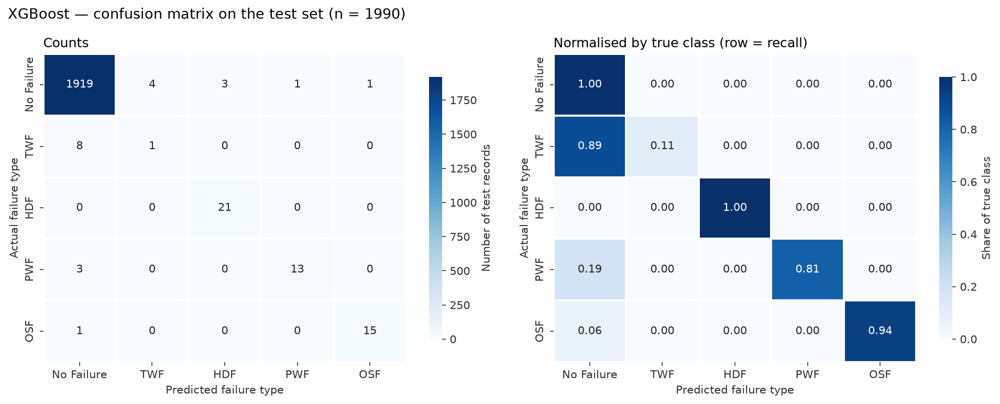 XGBoost — confusion matrix on the test set (n = 1990)
Counts
Actual failure type
No Failure 1919 4 3 1 1
TWF 8 1 0 0 0
HDF 0 0 21 0 0
PWF 3 0 0 13 0
OSF 1 0 0 0 15
No Failure TWF HDF PWF OSF
Predicted failure type
1750
1500
1250
1000
750
500
250
0
Number of test records
Normalised by true class (row = recall)
Actual failure type
No Failure 1.00 0.00 0.00 0.00 0.00
TWF 0.89 0.11 0.00 0.00 0.00
HDF 0.00 0.00 1.00 0.00 0.00
PWF 0.19 0.00 0.00 0.81 0.00
OSF 0.06 0.00 0.00 0.00 0.94
No Failure TWF HDF PWF OSF
Predicted failure type
1.0
0.8
0.6
0.4
0.2
0.0
Share of true class